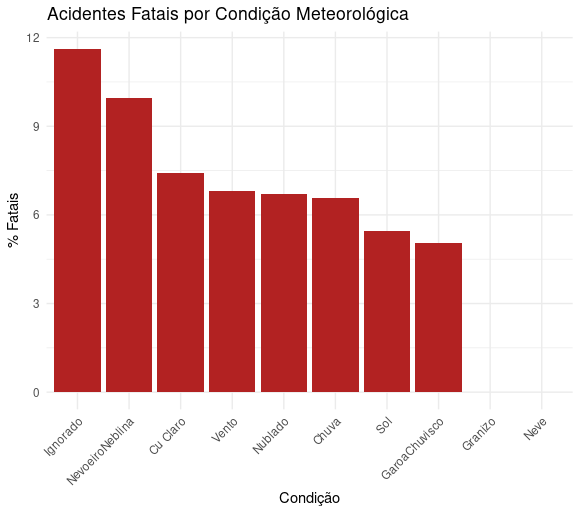 Acidentes Fatais por Condição Meteorológica
% Fatais
12
9
6
3
0
Ignorado
NevoeiroNeblina
Cu Claro
Vento
Nublado
Chuva
Sol
GaroaChuvisco
Granizo
Neve
Condição